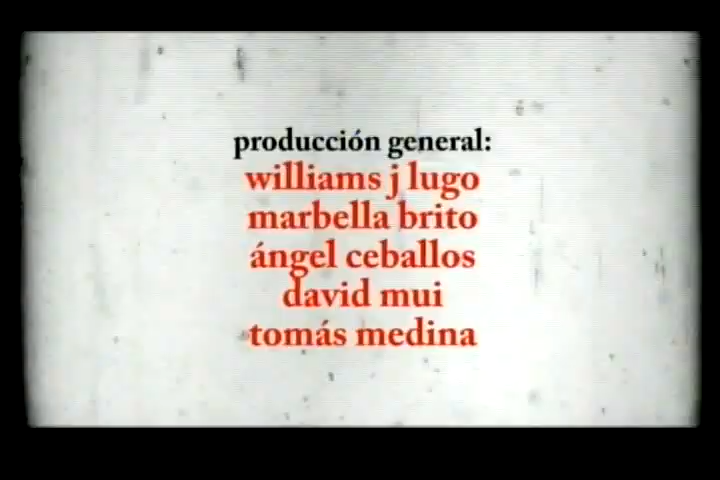 producción general:
williams j lugo
marbella brito
ángel ceballos
david mui
tomás medina